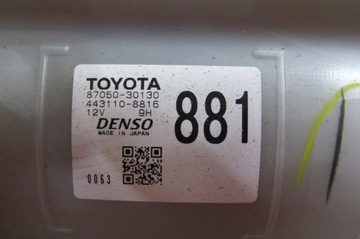 TOYOTA
87050-30130
443110-8816
12V 9H
DENSO
MADE IN JAPAN
881
0063